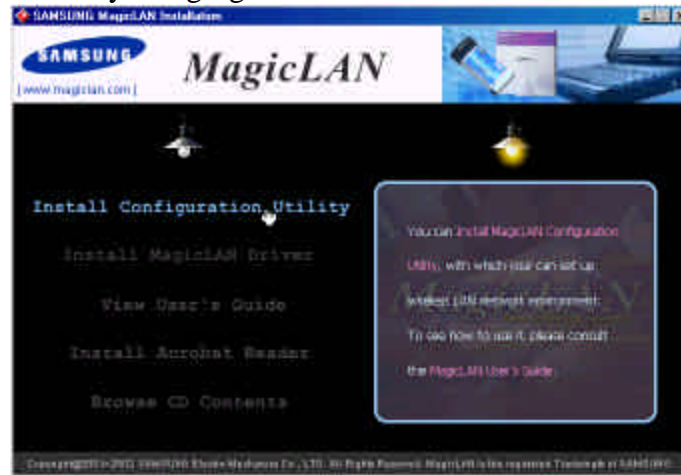 SAMSUNG MagicLAN Installation
SAMSUNG
MagicLAN
[www.magiclan.com]
Install Configuration Utility
Install MagicLAN Driver
View User's Guide
Install Acrobat Reader
Browse CD Contents
You can Install MagicLAN Configuration
Utility, with which your can set up
wireless LAN network environment.
To see how to use it, please consult
the MagicLAN User's Guide